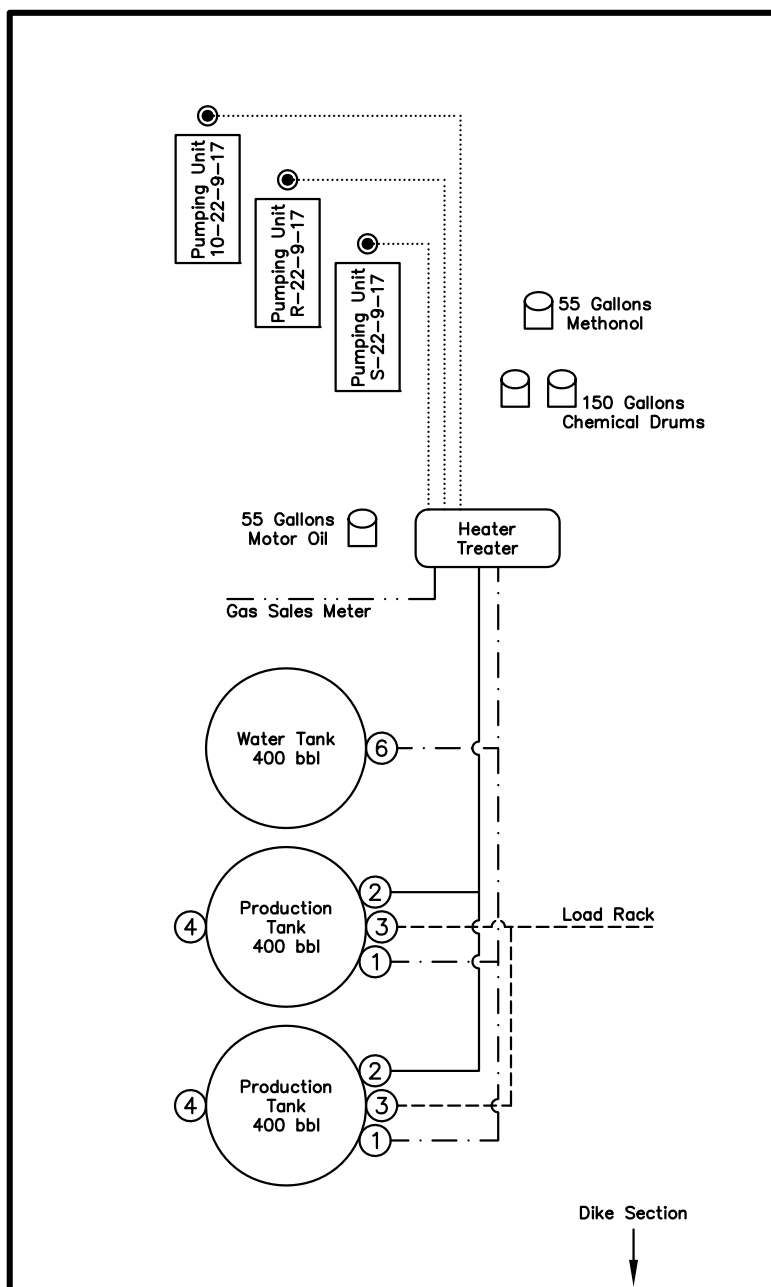 Pumping Unit
10-22-9-17
Pumping Unit
R-22-9-17
Pumping Unit
S-22-9-17
55 Gallons
Methonol
150 Gallons
Chemical Drums
55 Gallons
Motor Oil
Heater
Treater
Gas Sales Meter
Water Tank
400 bbl
6
2
Production
Tank
400 bbl
4
3
Load Rack
1
2
Production
Tank
400 bbl
4
3
1
Dike Section